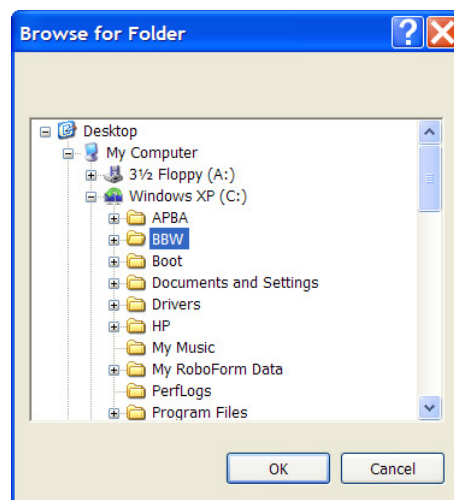 Browse for Folder
Desktop
My Computer
3½ Floppy (A:)
Windows XP (C:)
APBA
BBW
Boot
Documents and Settings
Drivers
HP
My Music
My RoboForm Data
PerfLogs
Program Files
OK Cancel